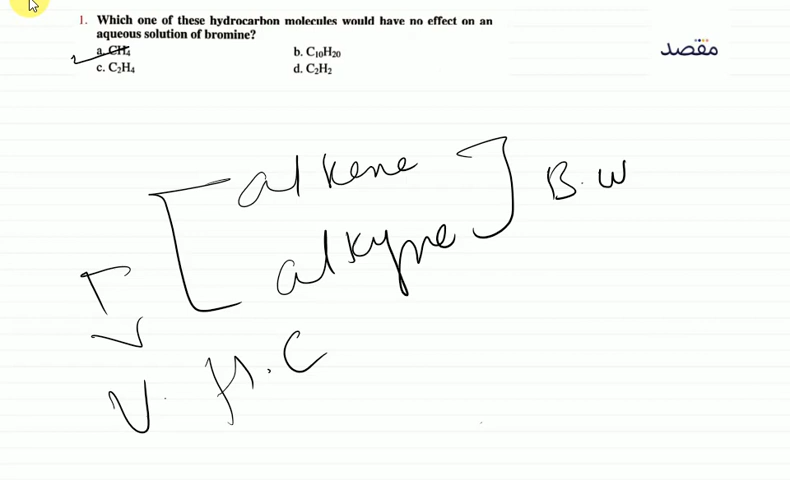 1. Which one of these hydrocarbon molecules would have no effect on an
aqueous solution of bromine?
a. CH₄
b. C₁₀H₂₀
c. C₂H₄
d. C₂H₂
مقصد
alkene
alkyne
B.W
U. H.C